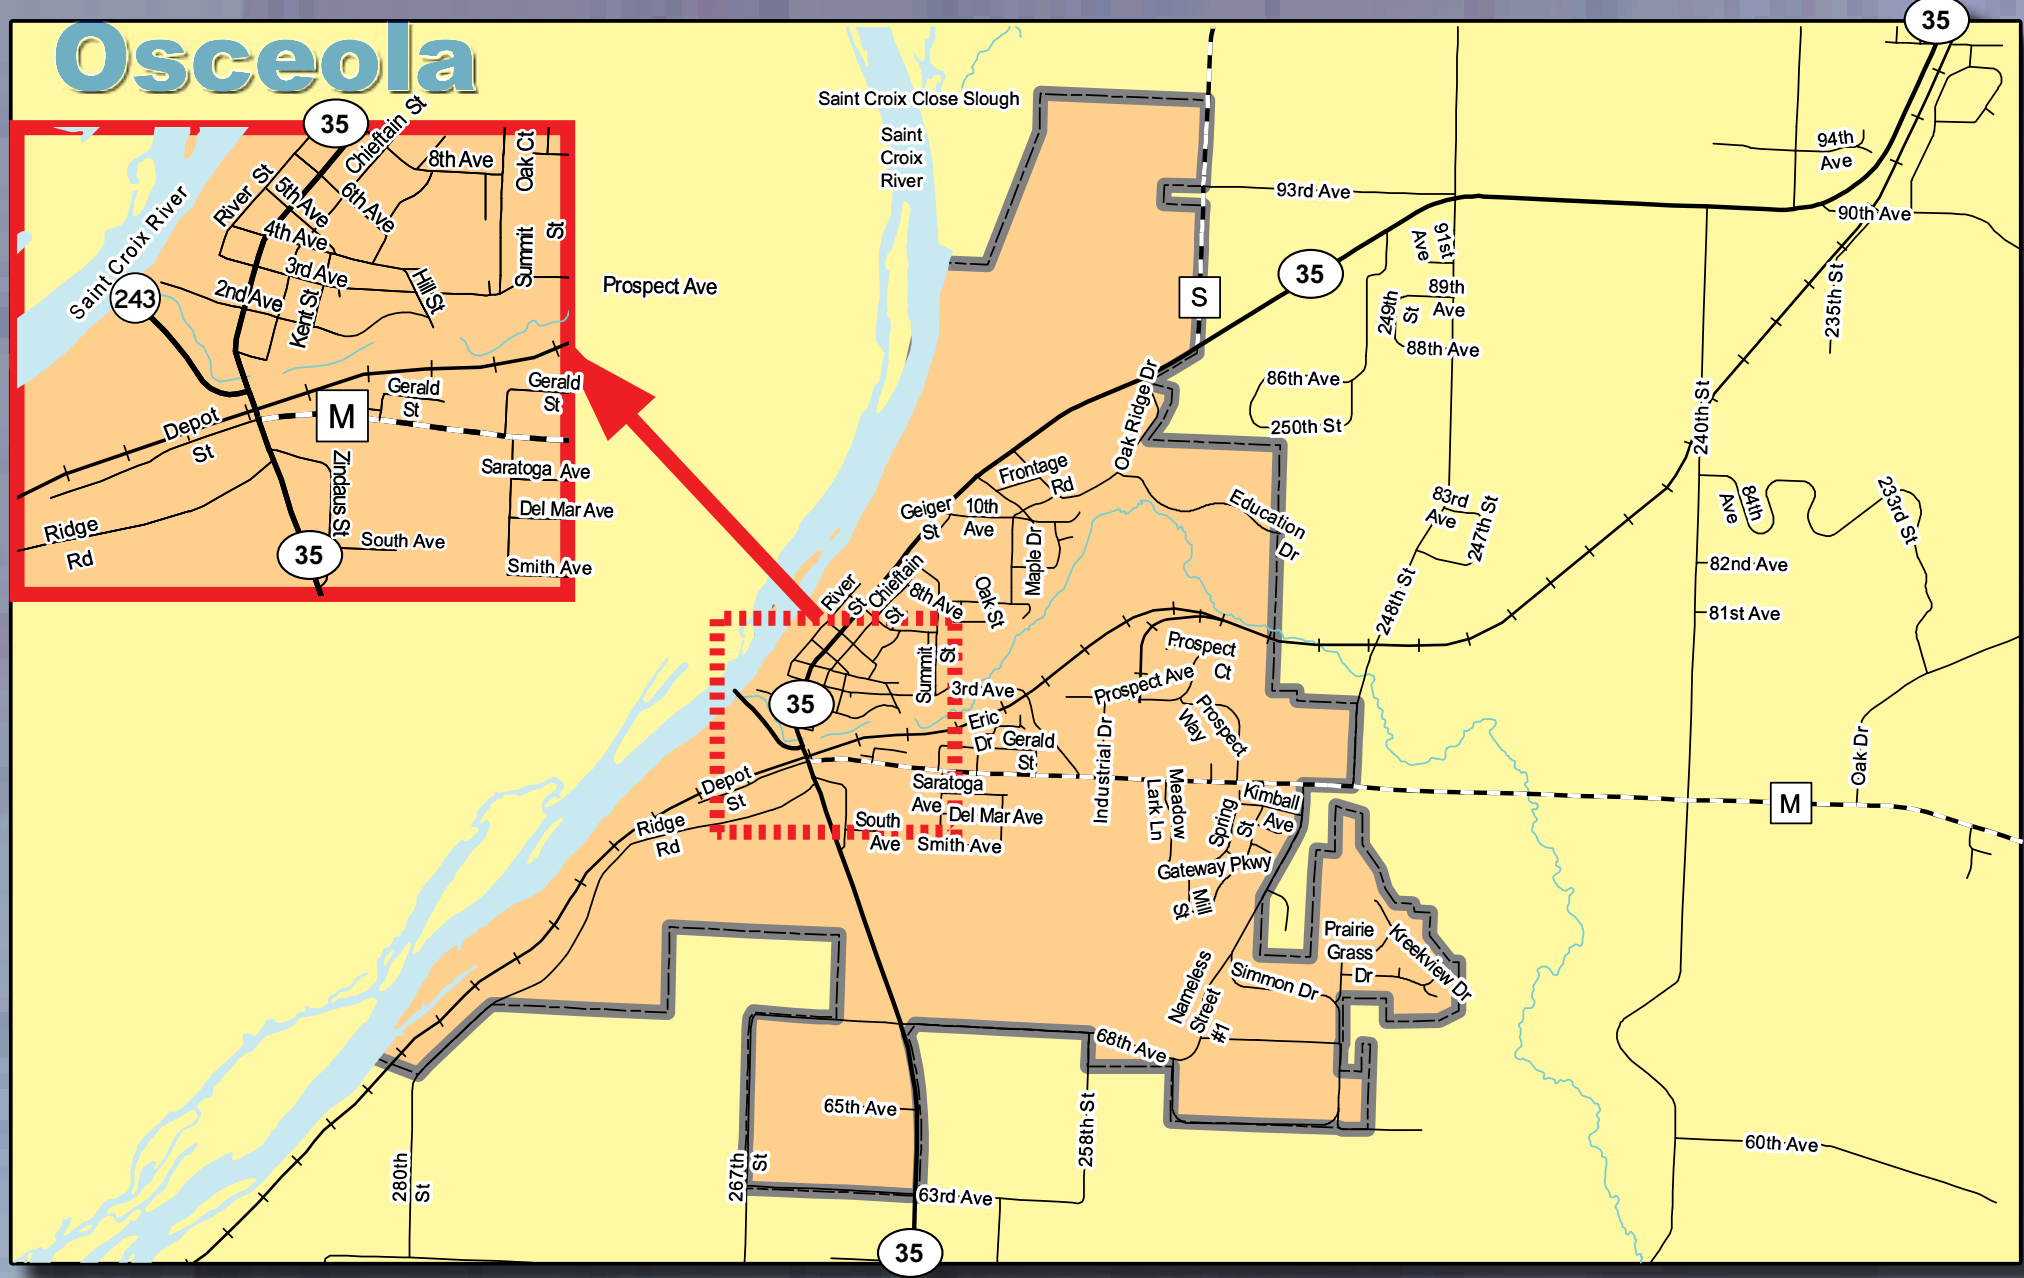 Osceola
35
35
Chieftain St
8th Ave
Oak Ct
River St
5th Ave
6th Ave
4th Ave
Summit
St
3rd Ave
Hill St
2nd Ave
Kent St
Saint Croix River
243
Prospect Ave
Gerald
St
Gerald
St
M
Depot
St
Zindaus St
Saratoga Ave
Del Mar Ave
Ridge
Rd
South Ave
35
Smith Ave
Saint Croix Close Slough
Saint
Croix
River
93rd Ave
94th
Ave
90th Ave
91st
Ave
35
S
89th
Ave
249th
St
88th Ave
235th St
86th Ave
250th St
Oak Ridge Dr
240th St
Frontage
Rd
Geiger
St
10th
Ave
Maple Dr
Education
Dr
83rd
Ave
247th St
84th
Ave
233rd St
82nd Ave
81st Ave
248th St
River
St
Chieftain
St
8th Ave
Oak St
Summit
St
35
3rd Ave
Prospect
Ct
Prospect Ave
Prospect
Way
Eric
Dr
Gerald
St
Industrial Dr
Oak Dr
M
Depot
St
Saratoga
Ave
Del Mar Ave
Meadow
Lark Ln
Spring
St
Kimball
Ave
Ridge
Rd
South
Ave
Smith Ave
Gateway Pkwy
Mill
St
Prairie
Grass
Dr
Kreekview Dr
Simmon Dr
Nameless
Street
#1
68th Ave
65th Ave
258th St
60th Ave
280th
St
267th
St
63rd Ave
35